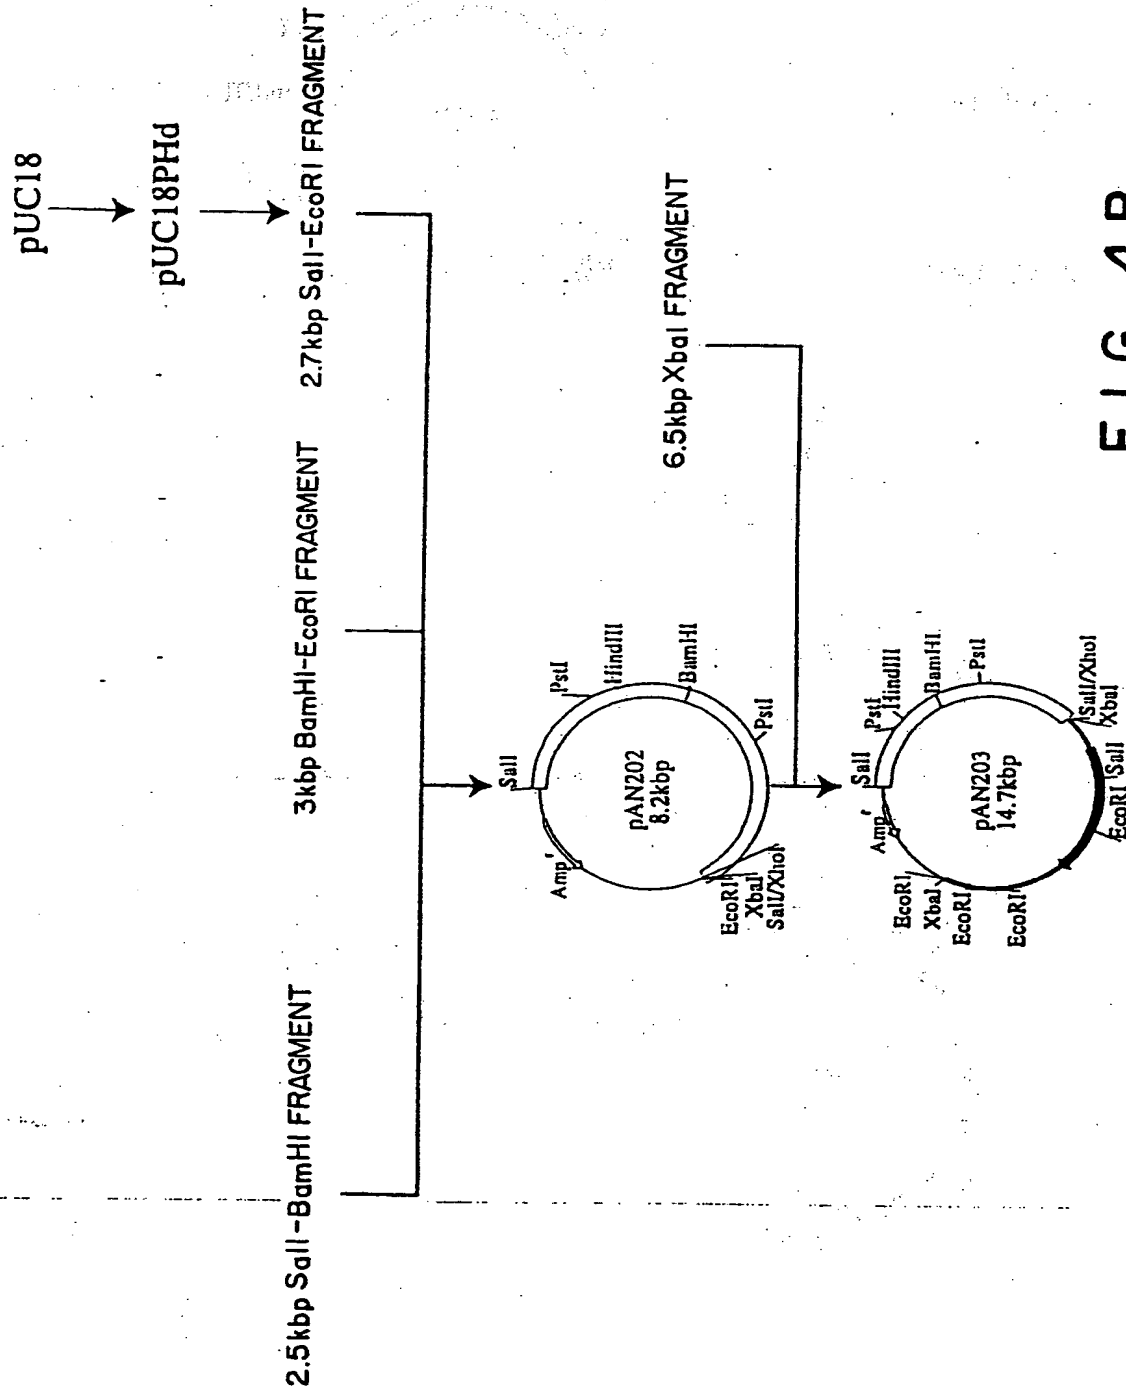 pUC18
pUC18PHd
2.5kbp SalI-BamHI FRAGMENT
3kbp BamHI-EcoRI FRAGMENT
2.7kbp SalI-EcoRI FRAGMENT
SalI
PstI
HindIII
BamHI
PstI
Amp^r
pAN202
8.2kbp
EcoRI
XbaI
SalI/XhoI
6.5kbp XbaI FRAGMENT
SalI
PstI
HindIII
BamHI
PstI
SalI/XhoI
XbaI
SalI
EcoRI
Amp^r
pAN203
14.7kbp
EcoRI
XbaI
EcoRI
EcoRI
FIG. 4B